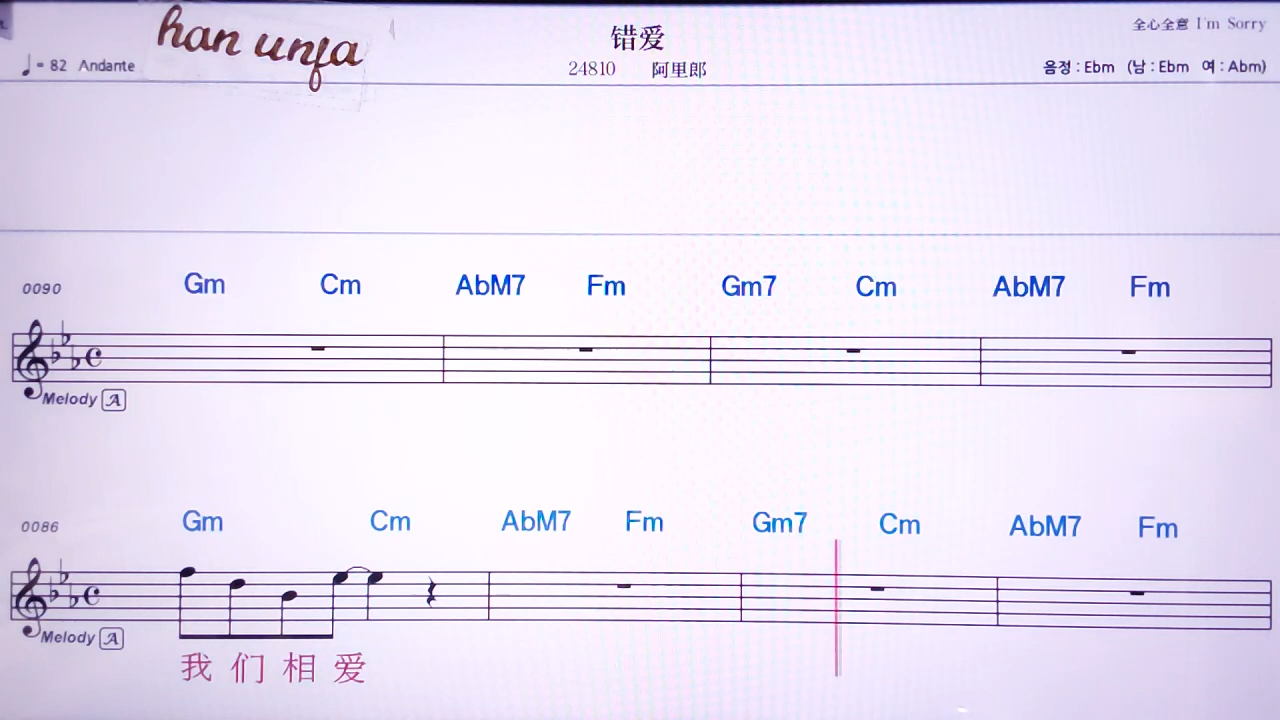 han unfa
错爱
全心全意 I'm Sorry
♩= 82 Andante
24810 阿里郎
음정 : Ebm (남 : Ebm 여 : Abm)
0090 Gm Cm AbM7 Fm Gm7 Cm AbM7 Fm
Melody A
0086 Gm Cm AbM7 Fm Gm7 Cm AbM7 Fm
Melody A
我们相爱